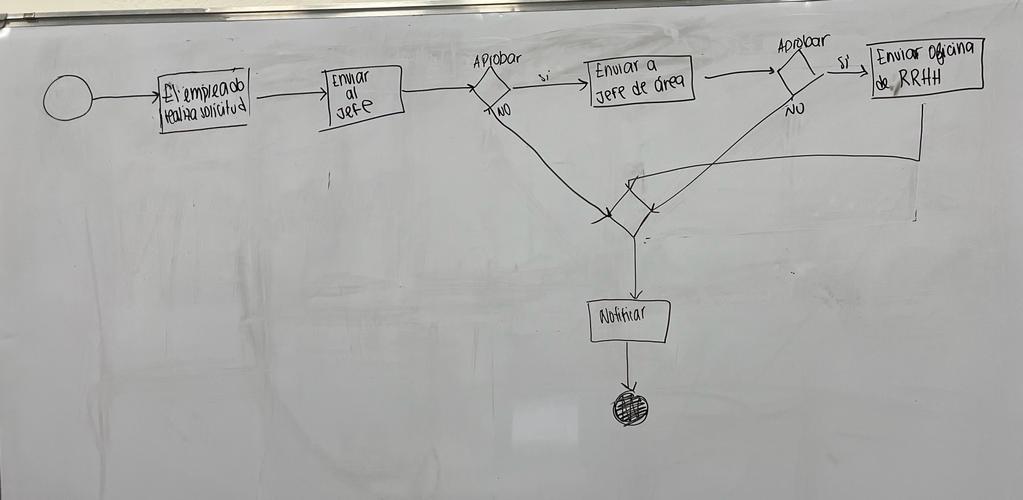 El empleado
realiza solicitud
Enviar
al
Jefe
Aprobar
si
NO
Enviar a
Jefe de área
Aprobar
si
NO
Enviar oficina
de RRHH
Notificar